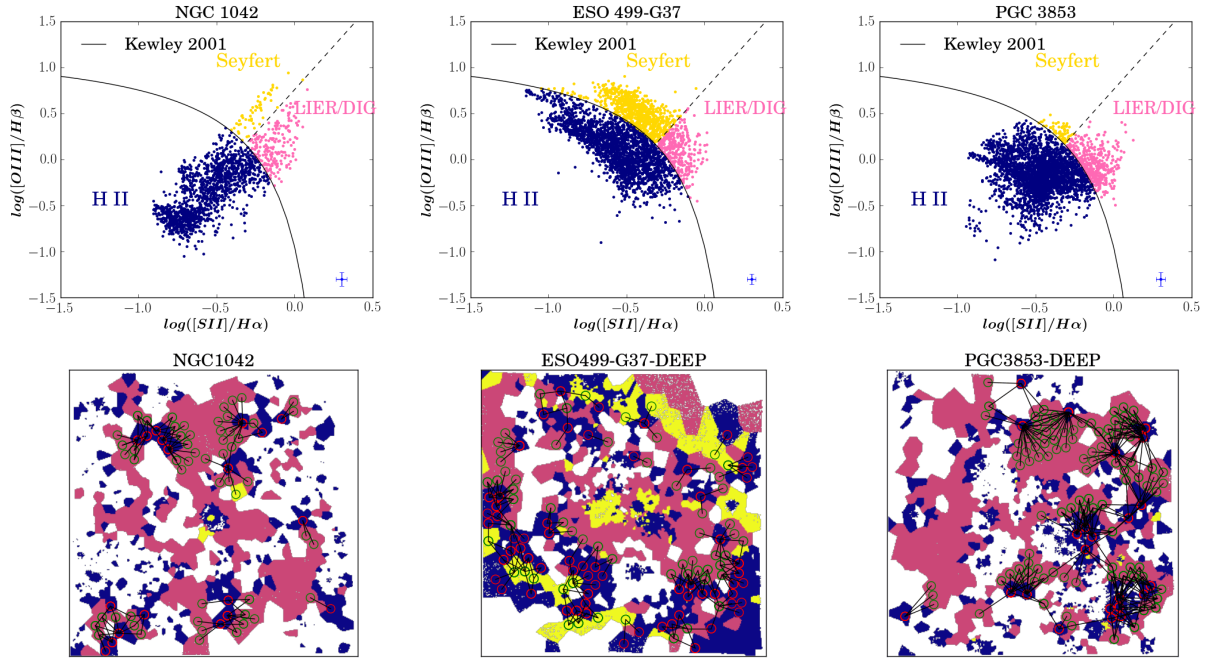 NGC 1042
ESO 499-G37
PGC 3853
1.5
1.0
0.5
0.0
−0.5
−1.0
−1.5
log([OIII]/Hβ)
Kewley 2001
Seyfert
LIER/DIG
H II
−1.5 −1.0 −0.5 0.0 0.5
log([SII]/Hα)
1.5
1.0
0.5
0.0
−0.5
−1.0
−1.5
log([OIII]/Hβ)
Kewley 2001
Seyfert
LIER/DIG
H II
−1.5 −1.0 −0.5 0.0 0.5
log([SII]/Hα)
1.5
1.0
0.5
0.0
−0.5
−1.0
−1.5
log([OIII]/Hβ)
Kewley 2001
Seyfert
LIER/DIG
H II
−1.5 −1.0 −0.5 0.0 0.5
log([SII]/Hα)
NGC1042
ESO499-G37-DEEP
PGC3853-DEEP